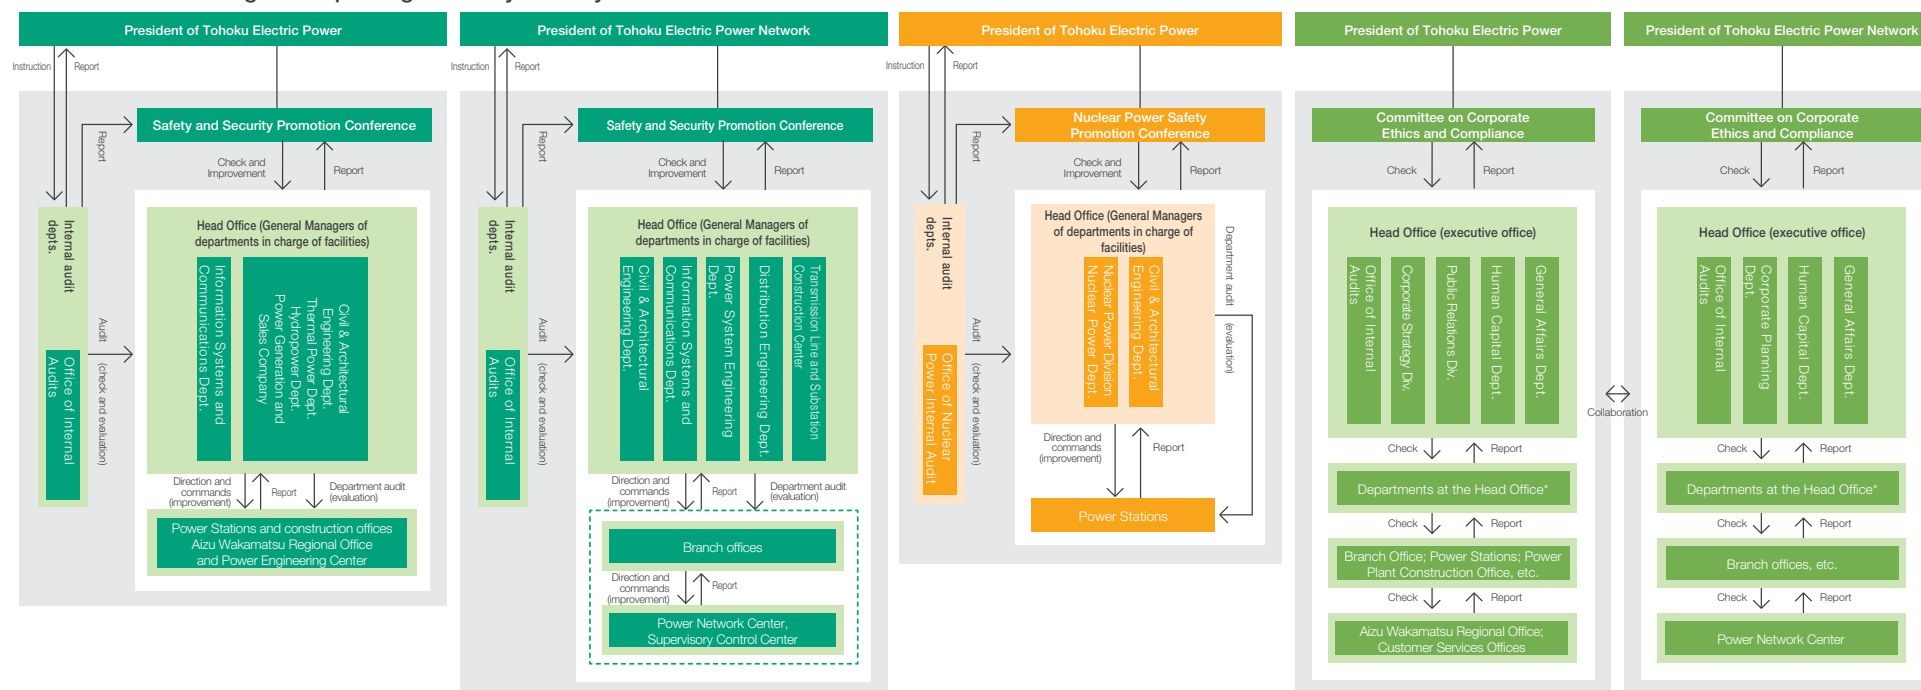 President of Tohoku Electric Power
Instruction
Report
Safety and Security Promotion Conference
Report
Check and
Improvement
Report
Internal audit
depts.
Office of Internal
Audits
Audit
(check and evaluation)
Head Office (General Managers of
departments in charge of facilities)
Information Systems and
Communications Dept.
Civil & Architectural
Engineering Dept.
Thermal Power Dept.
Hydropower Dept.
Power Generation and
Sales Company
Direction and
commands
(improvement)
Report
Department audit
(evaluation)
Power Stations and construction offices
Aizu Wakamatsu Regional Office
and Power Engineering Center
President of Tohoku Electric Power Network
Instruction
Report
Safety and Security Promotion Conference
Report
Check and
Improvement
Report
Internal audit
depts.
Office of Internal
Audits
Audit
(check and evaluation)
Head Office (General Managers of
departments in charge of facilities)
Civil & Architectural
Engineering Dept.
Information Systems and
Communications Dept.
Power System Engineering
Dept.
Distribution Engineering Dept.
Transmission Line and Substation
Construction Center
Direction and
commands
(improvement)
Report
Department audit
(evaluation)
Branch offices
Direction and
commands
(improvement)
Report
Power Network Center,
Supervisory Control Center
President of Tohoku Electric Power
Instruction
Report
Nuclear Power Safety
Promotion Conference
Report
Check and
Improvement
Report
Internal audit
depts.
Office of Nuclear
Power Internal Audit
Audit
(check and evaluation)
Head Office (General Managers
of departments in charge of
facilities)
Nuclear Power Division
Nuclear Power Dept.
Civil & Architectural
Engineering Dept.
Department audit
(evaluation)
Direction and
commands
(improvement)
Report
Power Stations
President of Tohoku Electric Power
Committee on Corporate
Ethics and Compliance
Check
Report
Head Office (executive office)
Office of Internal
Audits
Corporate Strategy Div.
Public Relations Div.
Human Capital Dept.
General Affairs Dept.
Check
Report
Departments at the Head Office*
Check
Report
Branch Office; Power Stations; Power
Plant Construction Office, etc.
Check
Report
Aizu Wakamatsu Regional Office;
Customer Services Offices
Collaboration
President of Tohoku Electric Power Network
Committee on Corporate
Ethics and Compliance
Check
Report
Head Office (executive office)
Office of Internal
Audits
Corporate Planning
Dept.
Human Capital Dept.
General Affairs Dept.
Check
Report
Departments at the Head Office*
Check
Report
Branch offices, etc.
Check
Report
Power Network Center